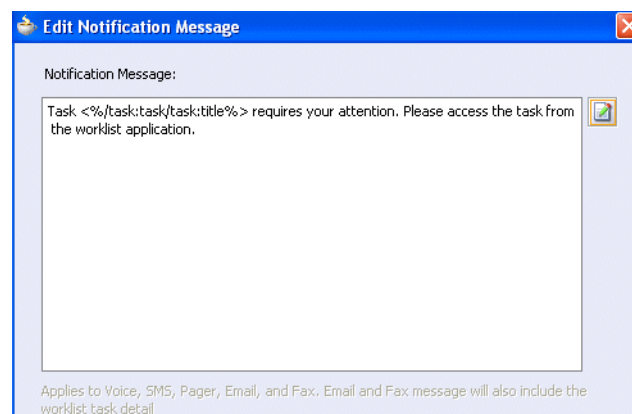 Edit Notification Message
Notification Message:
Task <%/task:task/task:title%> requires your attention. Please access the task from
the worklist application.
Applies to Voice, SMS, Pager, Email, and Fax. Email and Fax message will also include the
worklist task detail